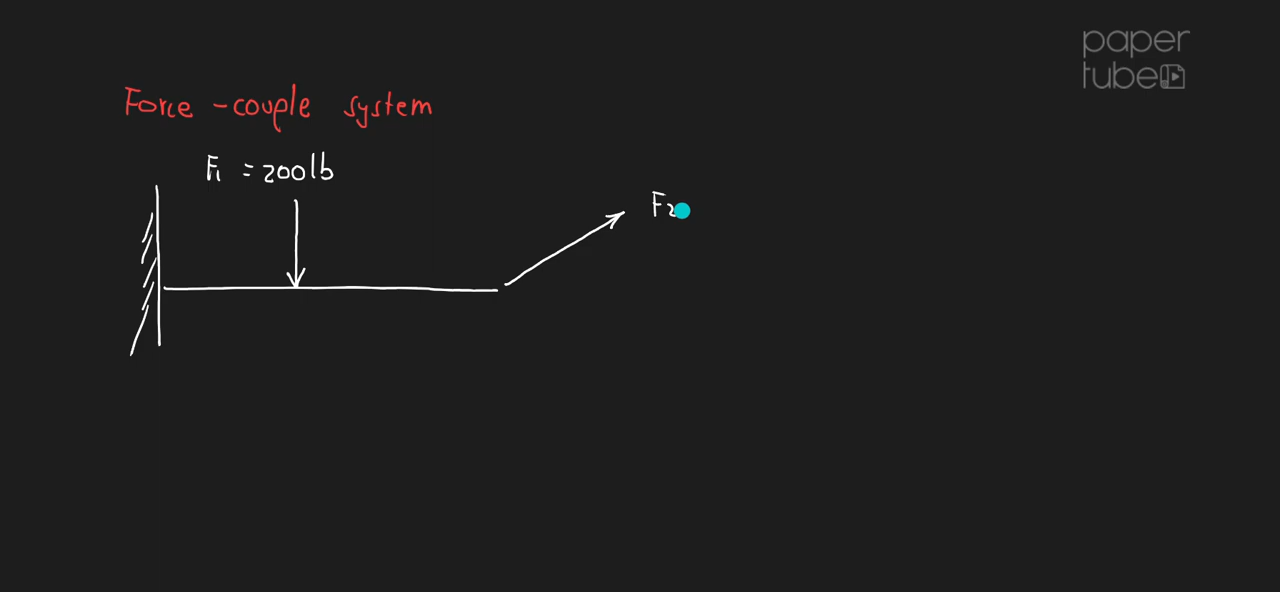 paper
tube
Force -couple system
F1 = 200lb
F2